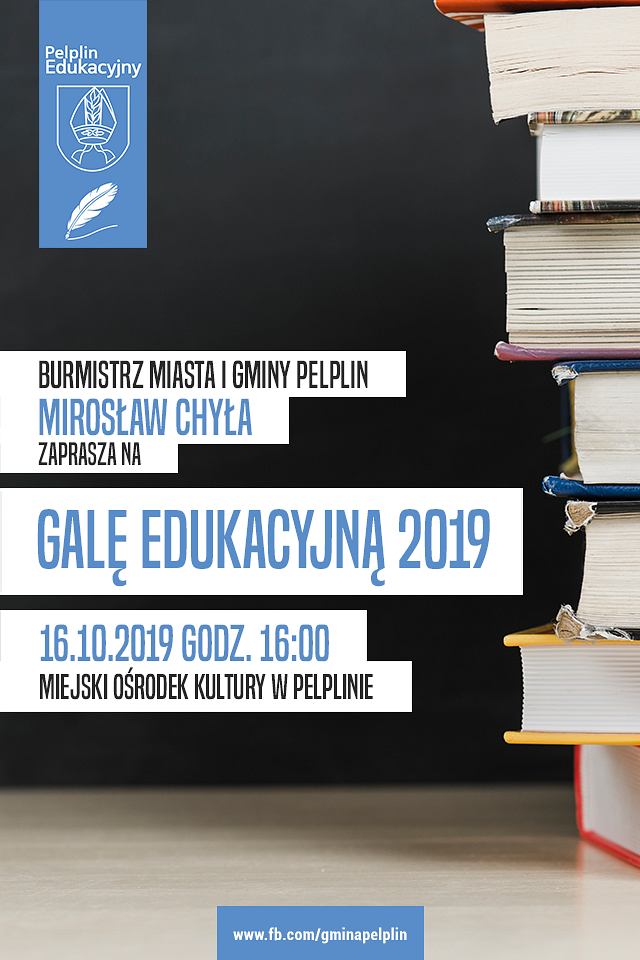 Pelplin
Edukacyjny
BURMISTRZ MIASTA I GMINY PELPLIN
MIROSŁAW CHYŁA
ZAPRASZA NA
GALĘ EDUKACYJNĄ 2019
16.10.2019 GODZ. 16:00
MIEJSKI OŚRODEK KULTURY W PELPLINIE
www.fb.com/gminapelplin